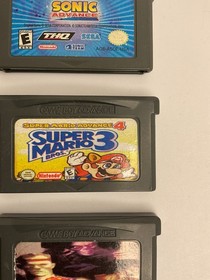 SONIC
ADVANCE
E
THQ
SEGA
Nintendo
GAME BOY ADVANCE
SUPER MARIO ADVANCE 4
SUPER
MARIO 3
BROS.
Nintendo
GAME BOY ADVANCE